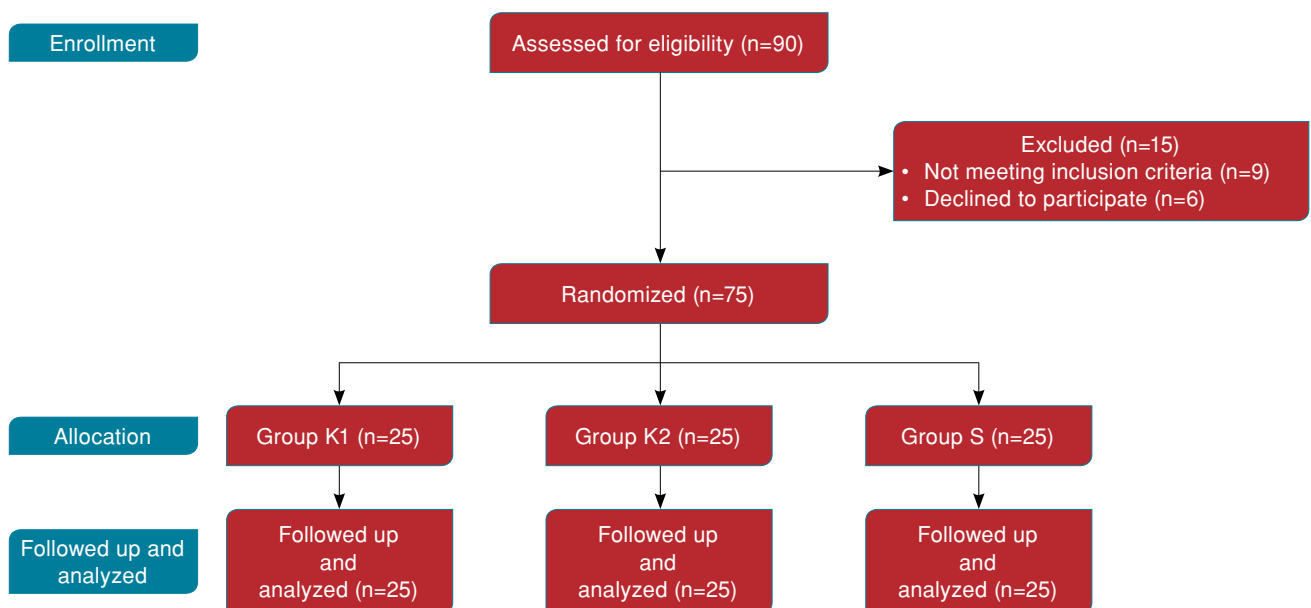 Enrollment
Assessed for eligibility (n=90)
Excluded (n=15)
• Not meeting inclusion criteria (n=9)
• Declined to participate (n=6)
Randomized (n=75)
Allocation
Group K1 (n=25)
Group K2 (n=25)
Group S (n=25)
Followed up and
analyzed
Followed up
and
analyzed (n=25)
Followed up
and
analyzed (n=25)
Followed up
and
analyzed (n=25)